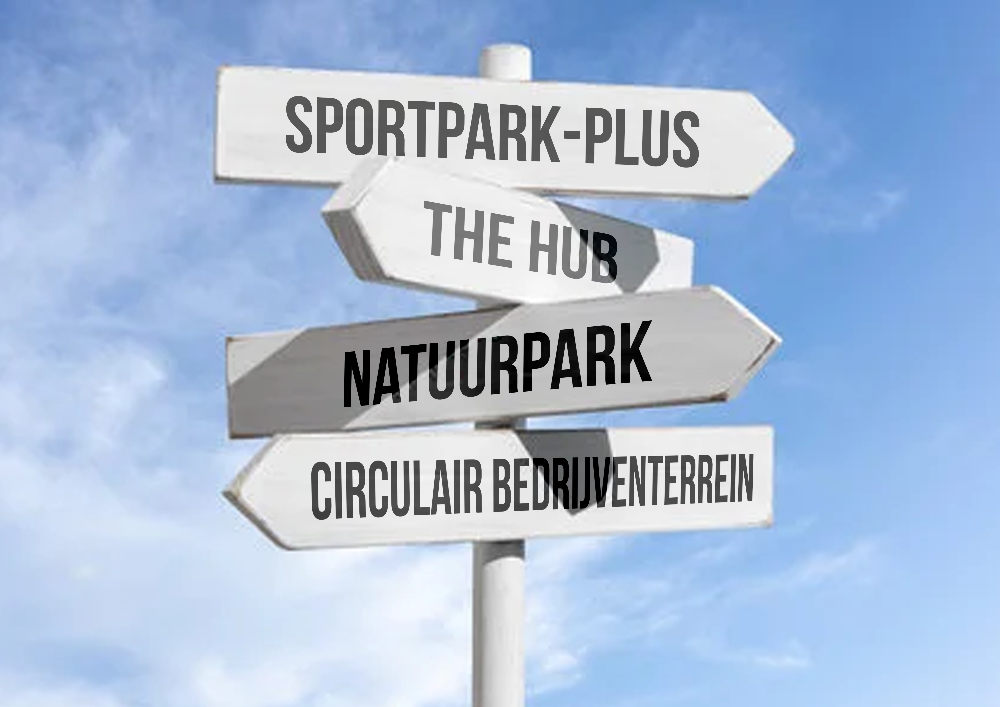 SPORTPARK-PLUS
THE HUB
NATUURPARK
CIRCULAIR BEDRIJVENTERREIN